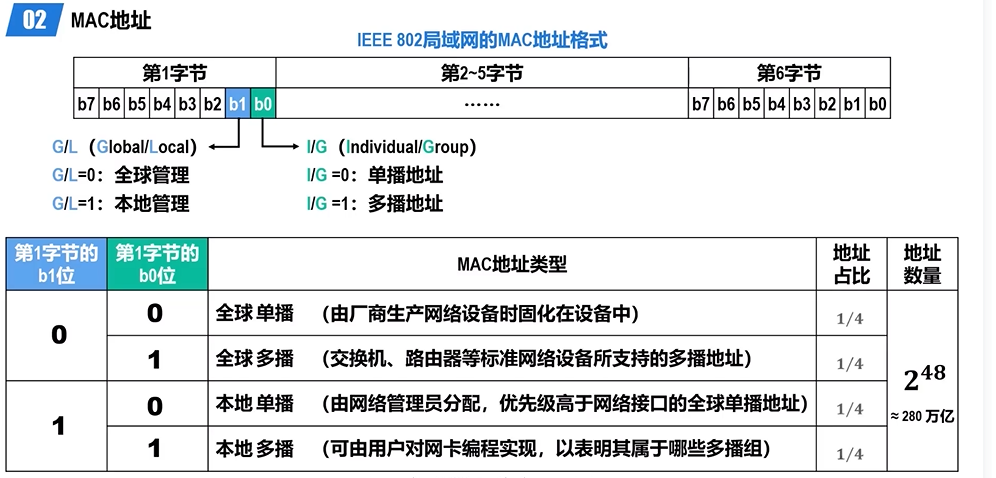 02 MAC地址
IEEE 802局域网的MAC地址格式
第1字节 第2~5字节 第6字节
b7 b6 b5 b4 b3 b2 b1 b0 …… b7 b6 b5 b4 b3 b2 b1 b0
G/L（Global/Local） I/G（Individual/Group）
G/L=0：全球管理 I/G =0：单播地址
G/L=1：本地管理 I/G =1：多播地址
第1字节的b1位 第1字节的b0位 MAC地址类型 地址占比 地址数量
0 0 全球 单播 （由厂商生产网络设备时固化在设备中） 1/4
1 全球 多播 （交换机、路由器等标准网络设备所支持的多播地址） 1/4
1 0 本地 单播 （由网络管理员分配，优先级高于网络接口的全球单播地址） 1/4
1 本地 多播 （可由用户对网卡编程实现，以表明其属于哪些多播组） 1/4
2⁴⁸
≈ 280 万亿